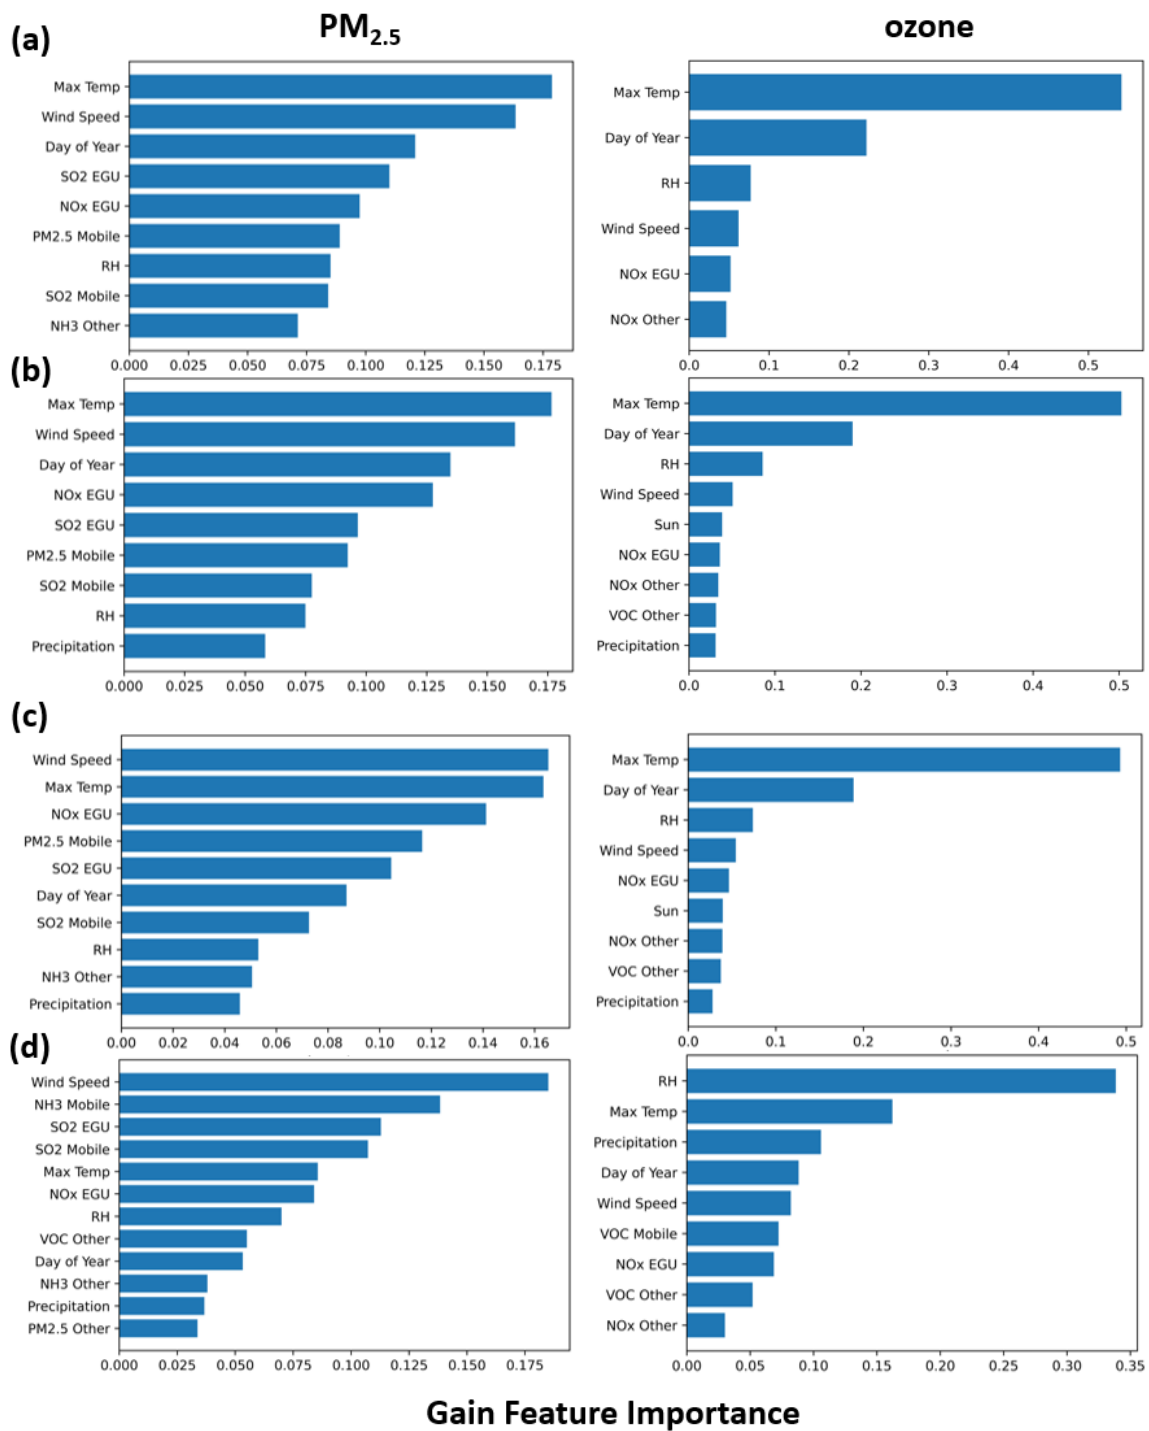 PM2.5
ozone
(a)
Max Temp
Wind Speed
Day of Year
SO2 EGU
NOx EGU
PM2.5 Mobile
RH
SO2 Mobile
NH3 Other
0.000 0.025 0.050 0.075 0.100 0.125 0.150 0.175
Max Temp
Day of Year
RH
Wind Speed
NOx EGU
NOx Other
0.0 0.1 0.2 0.3 0.4 0.5
(b)
Max Temp
Wind Speed
Day of Year
NOx EGU
SO2 EGU
PM2.5 Mobile
SO2 Mobile
RH
Precipitation
0.000 0.025 0.050 0.075 0.100 0.125 0.150 0.175
Max Temp
Day of Year
RH
Wind Speed
Sun
NOx EGU
NOx Other
VOC Other
Precipitation
0.0 0.1 0.2 0.3 0.4 0.5
(c)
Wind Speed
Max Temp
NOx EGU
PM2.5 Mobile
SO2 EGU
Day of Year
SO2 Mobile
RH
NH3 Other
Precipitation
0.00 0.02 0.04 0.06 0.08 0.10 0.12 0.14 0.16
Max Temp
Day of Year
RH
Wind Speed
NOx EGU
Sun
NOx Other
VOC Other
Precipitation
0.0 0.1 0.2 0.3 0.4 0.5
(d)
Wind Speed
NH3 Mobile
SO2 EGU
SO2 Mobile
Max Temp
NOx EGU
RH
VOC Other
Day of Year
NH3 Other
Precipitation
PM2.5 Other
0.000 0.025 0.050 0.075 0.100 0.125 0.150 0.175
RH
Max Temp
Precipitation
Day of Year
Wind Speed
VOC Mobile
NOx EGU
VOC Other
NOx Other
0.00 0.05 0.10 0.15 0.20 0.25 0.30 0.35
Gain Feature Importance